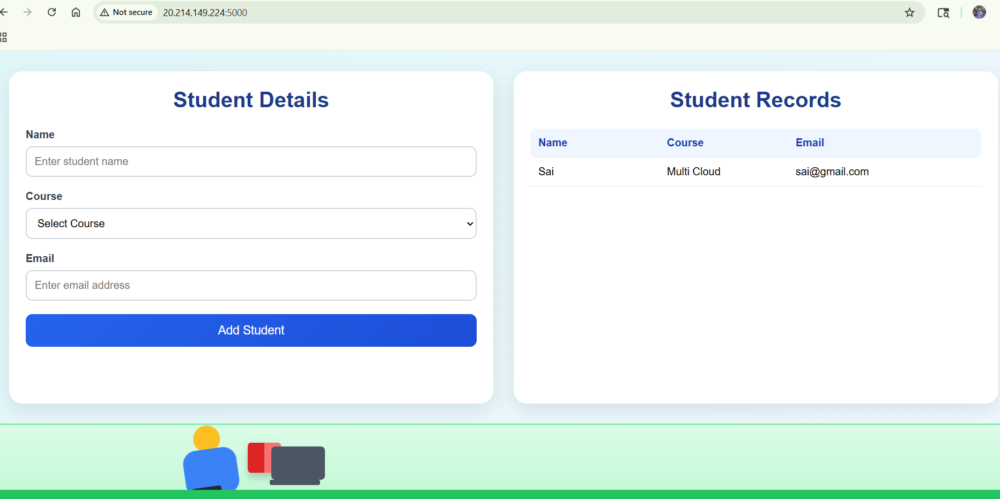 Not secure 20.214.149.224:5000
Student Details
Name
Enter student name
Course
Select Course
Email
Enter email address
Add Student
Student Records
Name Course Email
Sai Multi Cloud sai@gmail.com